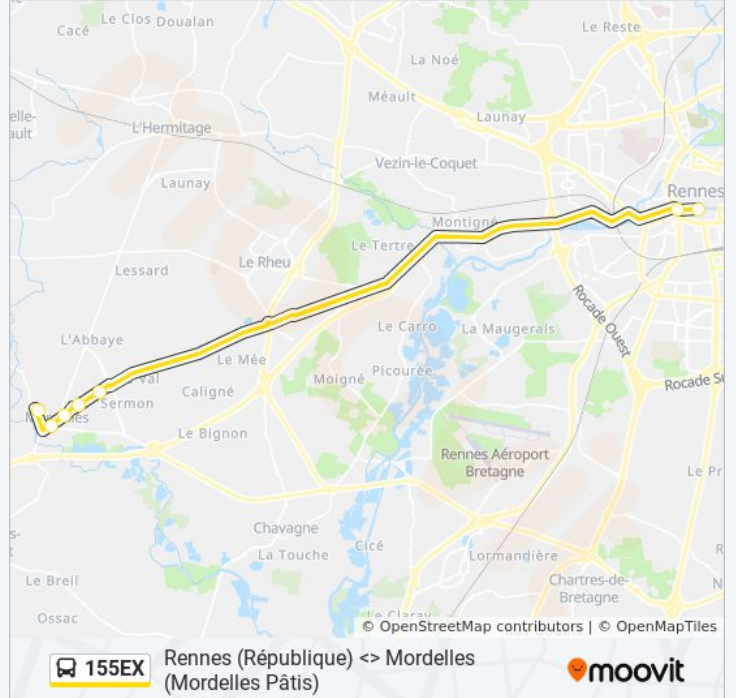 Le Clos Doualan
Cacé
Le Reste
La Noé
Méault
Launay
L'Hermitage
Vezin-le-Coquet
Launay
Rennes
Montigné
Le Tertre
Le Rheu
Lessard
Rocade Ouest
Le Carro
La Maugerais
L'Abbaye
Le Mée
Moigné
Picourée
Rocade Su
val
Caligné
Sermon
Le Bignon
Rennes Aéroport
Bretagne
Le Pr
Chavagne
La Touche
Cicé
Lormandière
Le Breil
Chartres-de-
Bretagne
Ossac
Le Claray
© OpenStreetMap contributors | © OpenMapTiles
155EX
Rennes (République) <> Mordelles
(Mordelles Pâtis)
moovit